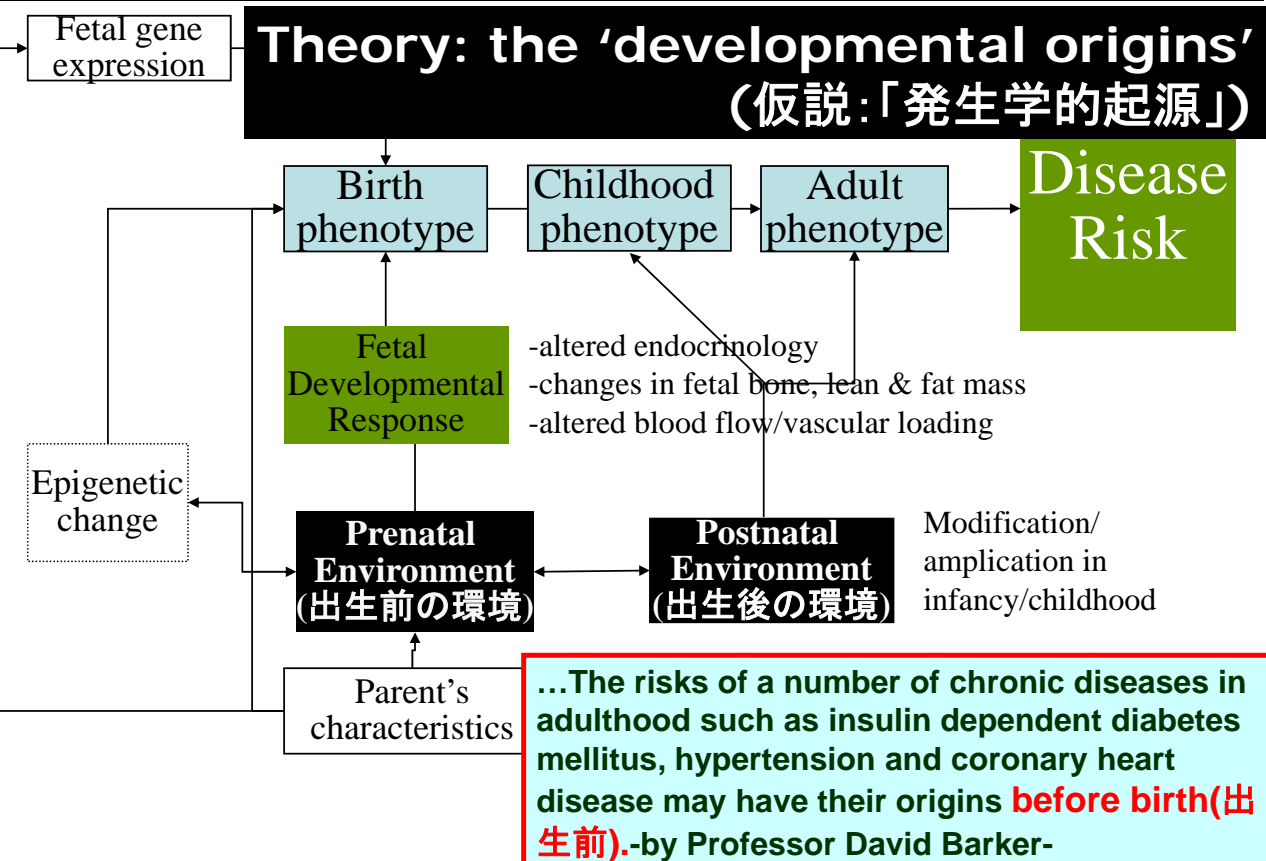 Fetal gene
expression
Theory: the ‘developmental origins’
(仮説:「発生学的起源」)
Birth
phenotype
Childhood
phenotype
Adult
phenotype
Disease
Risk
Fetal
Developmental
Response
-altered endocrinology
-changes in fetal bone, lean & fat mass
-altered blood flow/vascular loading
Epigenetic
change
Prenatal
Environment
(出生前の環境)
Postnatal
Environment
(出生後の環境)
Modification/
amplication in
infancy/childhood
Parent’s
characteristics
…The risks of a number of chronic diseases in
adulthood such as insulin dependent diabetes
mellitus, hypertension and coronary heart
disease may have their origins before birth(出
生前).-by Professor David Barker-